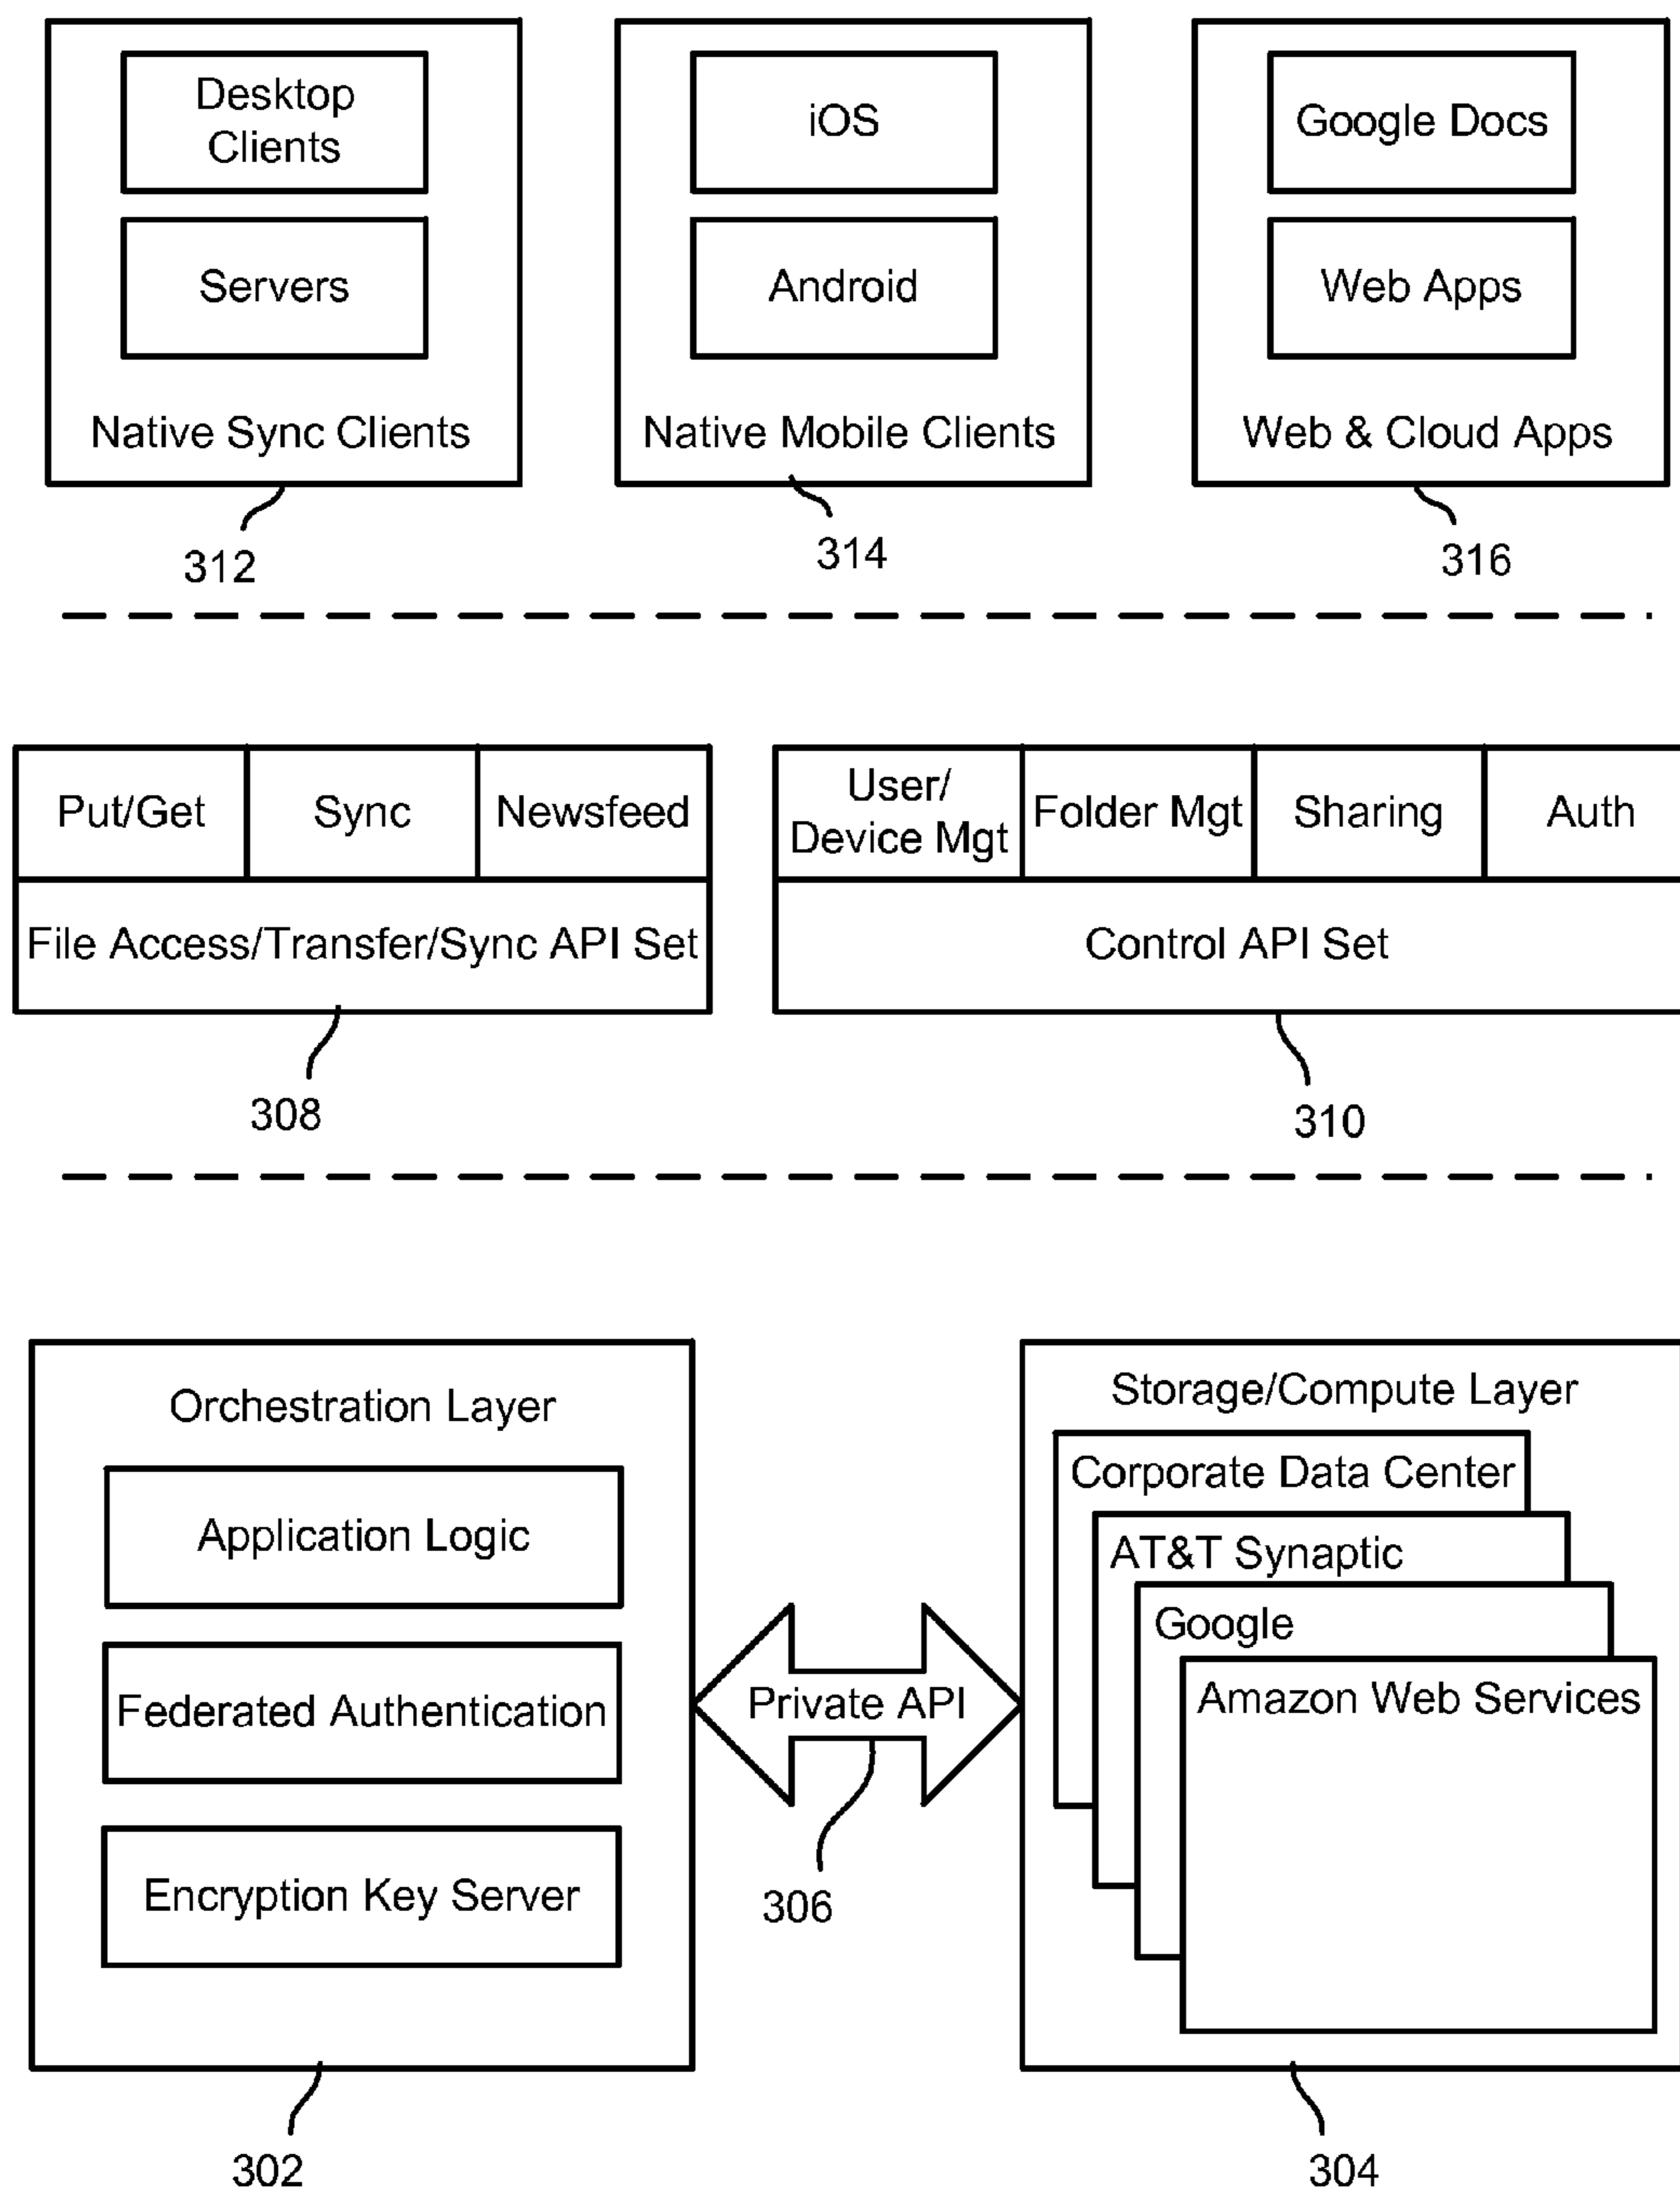 Desktop
Clients
Servers
Native Sync Clients
312
iOS
Android
Native Mobile Clients
314
Google Docs
Web Apps
Web & Cloud Apps
316
Put/Get
Sync
Newsfeed
File Access/Transfer/Sync API Set
308
User/
Device Mgt
Folder Mgt
Sharing
Auth
Control API Set
310
Orchestration Layer
Application Logic
Federated Authentication
Encryption Key Server
302
Private API
306
Storage/Compute Layer
Corporate Data Center
AT&T Synaptic
Google
Amazon Web Services
304